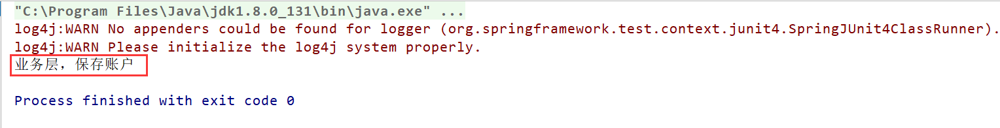 "C:\Program Files\Java\jdk1.8.0_131\bin\java.exe" ...
log4j:WARN No appenders could be found for logger (org.springframework.test.context.junit4.SpringJUnit4ClassRunner).
log4j:WARN Please initialize the log4j system properly.
业务层，保存账户
Process finished with exit code 0